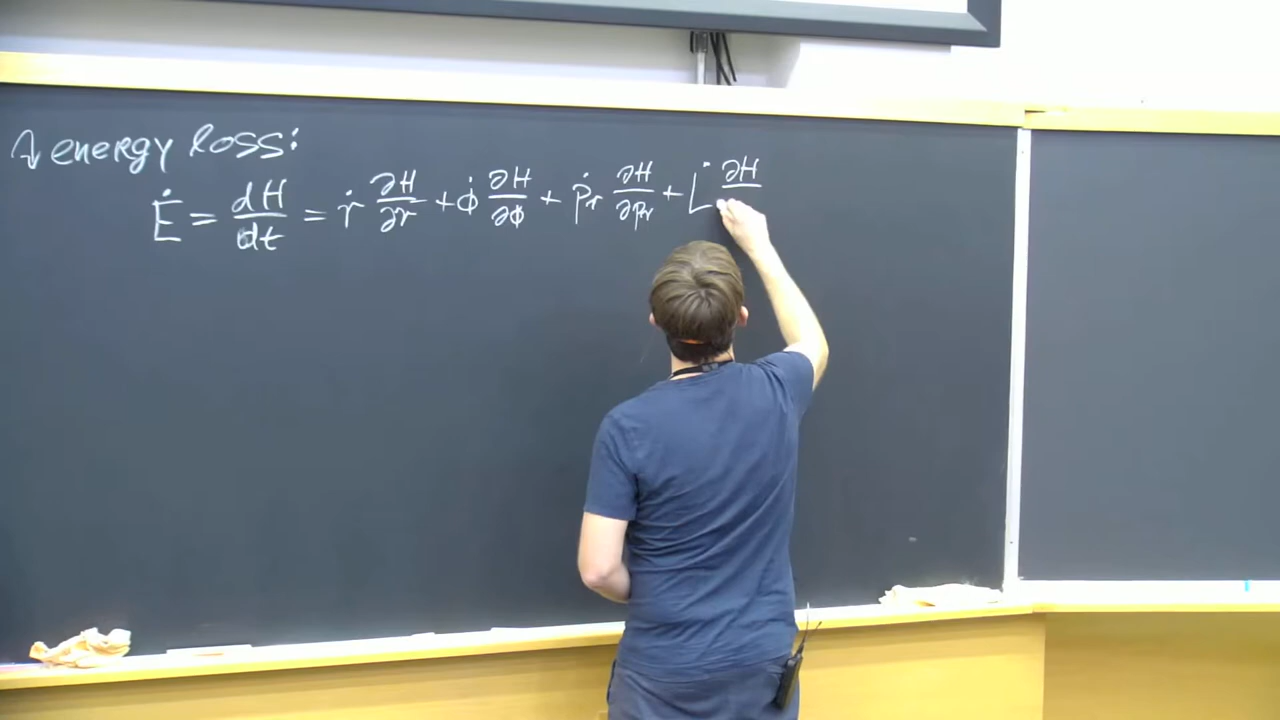 ↓ energy loss:
Ė = dH/dt = ṙ ∂H/∂r + ϕ̇ ∂H/∂ϕ + ṗr ∂H/∂pr + L̇ ∂H/